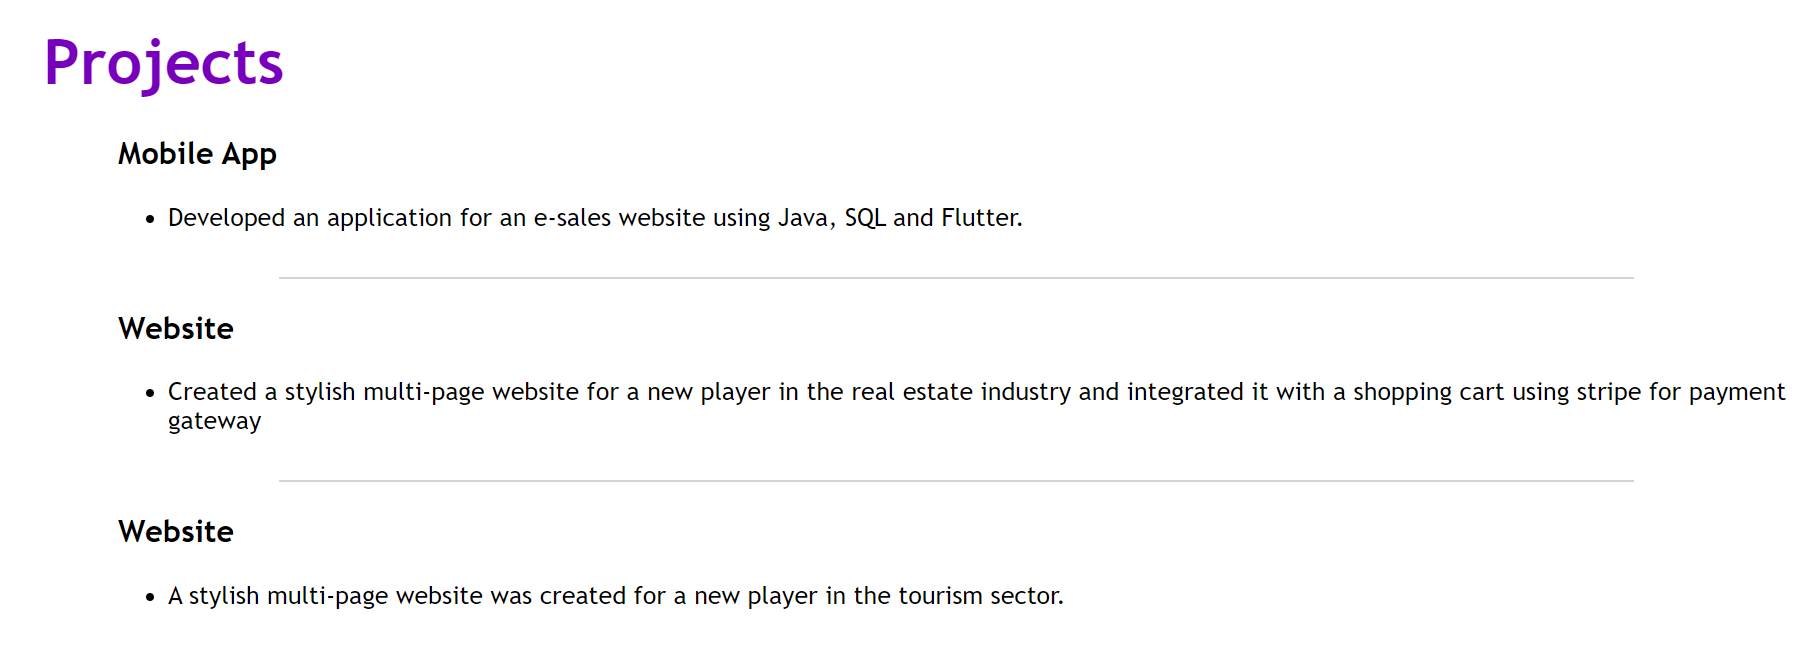 Projects
Mobile App
• Developed an application for an e-sales website using Java, SQL and Flutter.
Website
• Created a stylish multi-page website for a new player in the real estate industry and integrated it with a shopping cart using stripe for payment
gateway
Website
• A stylish multi-page website was created for a new player in the tourism sector.